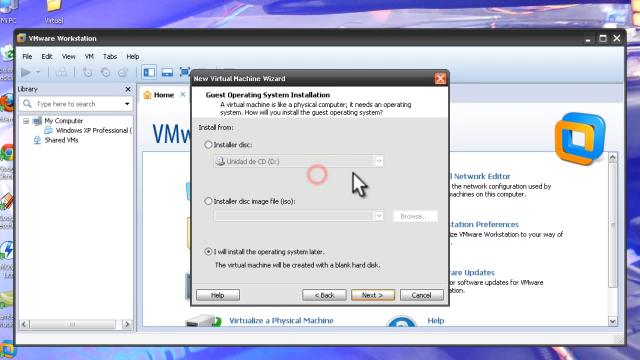 Mi PC
Virtual
VMware Workstation
File Edit View VM Tabs Help
Library
Type here to search
My Computer
Windows XP Professional (
Shared VMs
Home
New Virtual Machine Wizard
Guest Operating System Installation
A virtual machine is like a physical computer; it needs an operating
system. How will you install the guest operating system?
Install from:
Installer disc:
Unidad de CD (D:)
Installer disc image file (iso):
Browse...
I will install the operating system later.
The virtual machine will be created with a blank hard disk.
Help
< Back
Next >
Cancel
al Network Editor
the network configuration used by
machines on this computer.
station Preferences
ize VMware Workstation to your way of
are Updates
or software updates for VMware
Virtualize a Physical Machine
Help